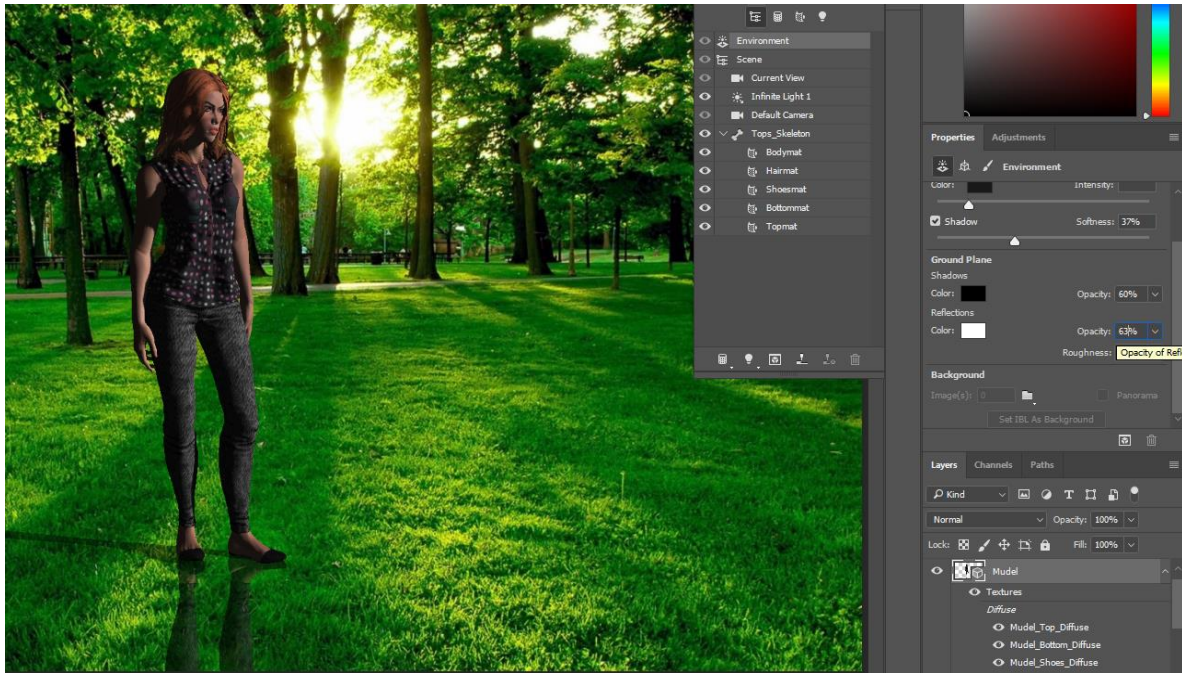 Environment
Scene
Current View
Infinite Light 1
Default Camera
Tops_Skeleton
Bodymat
Hairmat
Shoesmat
Bottommat
Topmat
Properties Adjustments
Environment
Color: Intensity:
Shadow Softness: 37%
Ground Plane
Shadows
Color: Opacity: 60%
Reflections
Color: Opacity: 63%
Roughness: Opacity of Refl
Background
Image(s): 0 Panorama
Set IBL As Background
Layers Channels Paths
Kind
Normal Opacity: 100%
Lock: Fill: 100%
Mudel
Textures
Diffuse
Mudel_Top_Diffuse
Mudel_Bottom_Diffuse
Mudel_Shoes_Diffuse